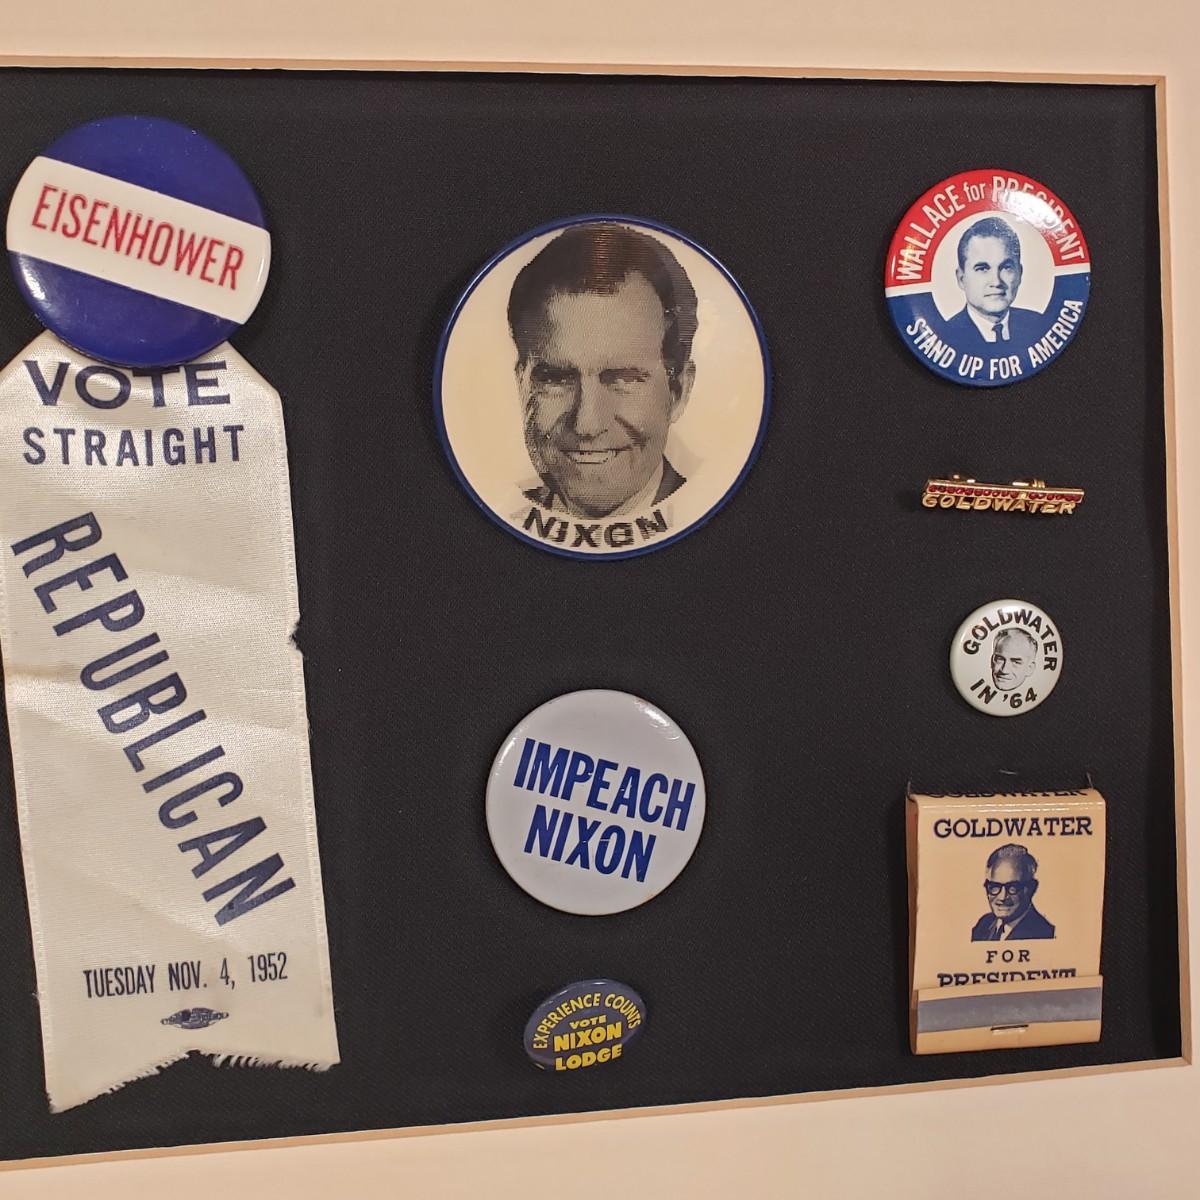 EISENHOWER
VOTE
STRAIGHT
REPUBLICAN
TUESDAY NOV. 4, 1952
NIXON
IMPEACH
NIXON
EXPERIENCE COUNTS
VOTE
NIXON
LODGE
WALLACE for PRESIDENT
STAND UP FOR AMERICA
GOLDWATER
GOLDWATER
IN '64
GOLDWATER
GOLDWATER
FOR
PRESIDENT